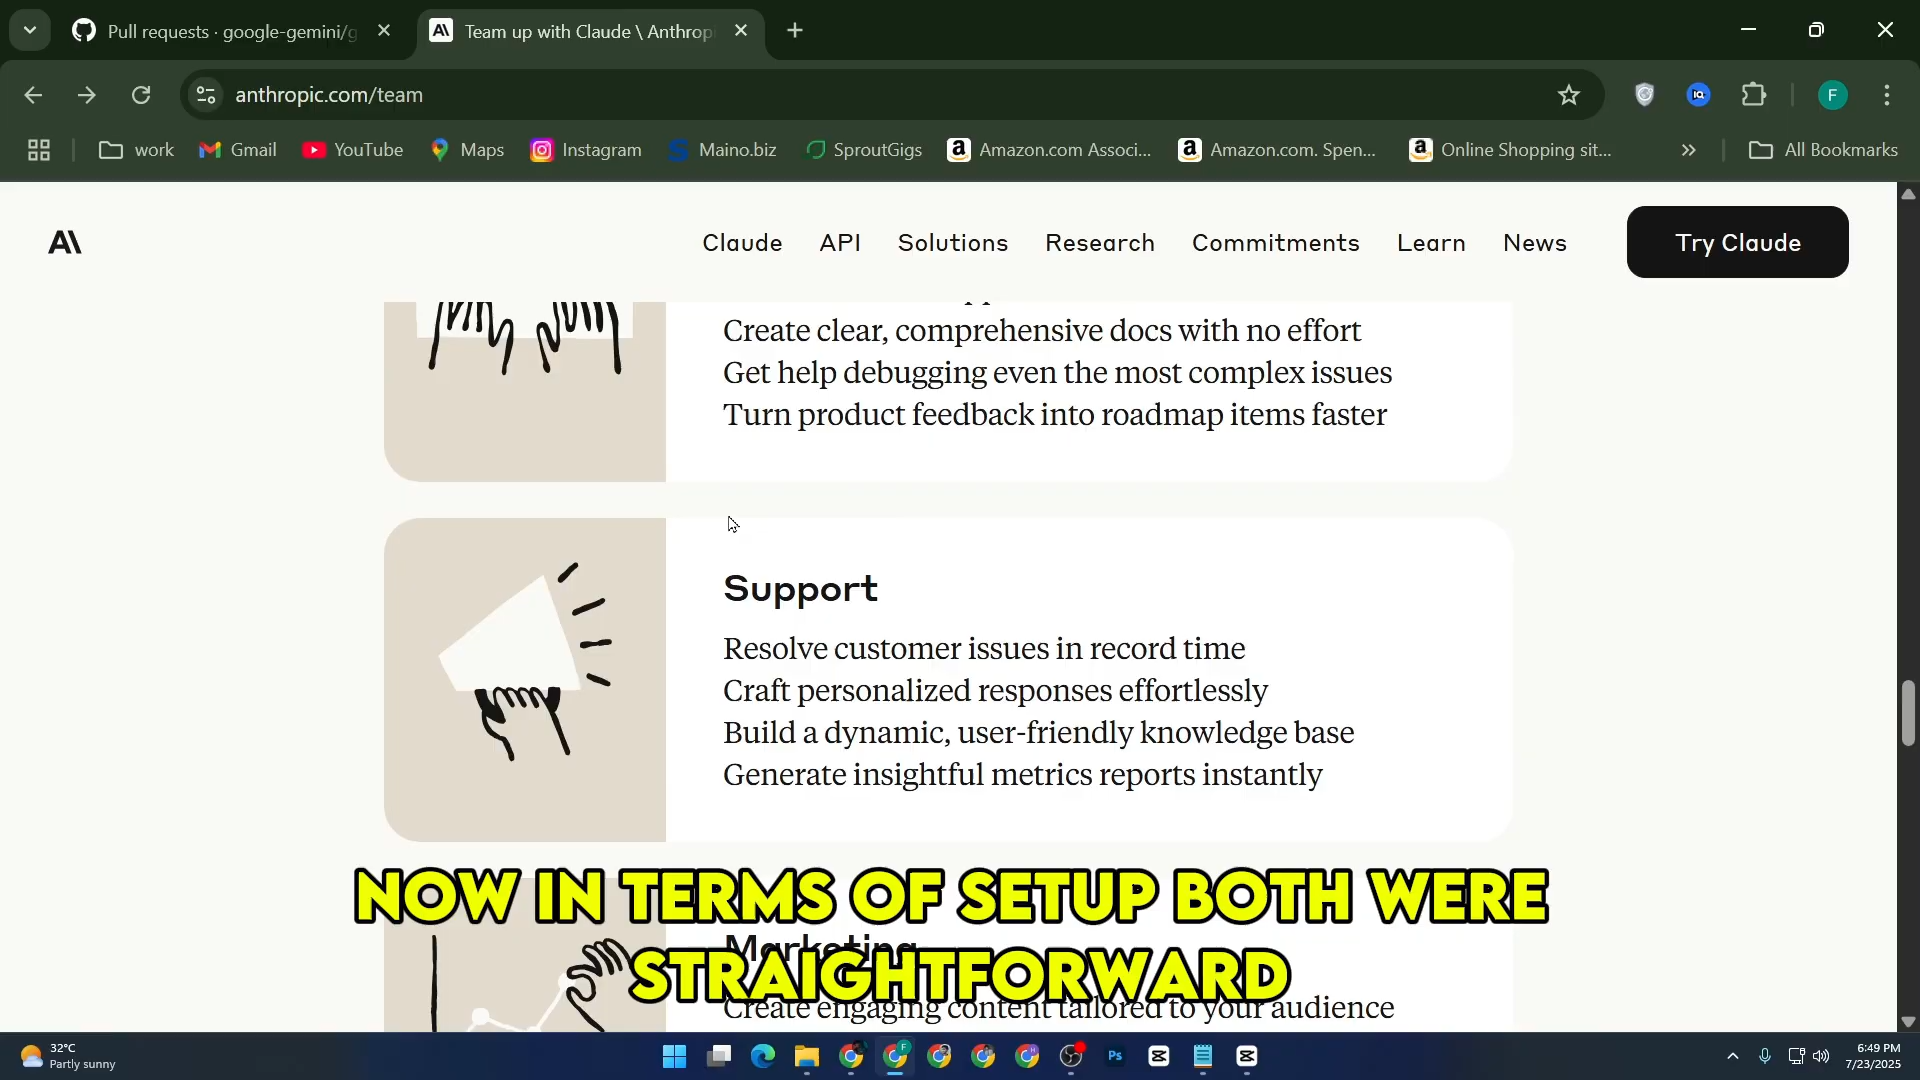 Pull requests · google-gemini/g
Team up with Claude \ Anthrop
anthropic.com/team
F
work
Gmail
YouTube
Maps
Instagram
Maino.biz
SproutGigs
Amazon.com Associ...
Amazon.com. Spen...
Online Shopping sit...
All Bookmarks
Claude
API
Solutions
Research
Commitments
Learn
News
Try Claude
Create clear, comprehensive docs with no effort
Get help debugging even the most complex issues
Turn product feedback into roadmap items faster
Support
Resolve customer issues in record time
Craft personalized responses effortlessly
Build a dynamic, user-friendly knowledge base
Generate insightful metrics reports instantly
NOW IN TERMS OF SETUP BOTH WERE
STRAIGHTFORWARD
Marketing
Create engaging content tailored to your audience
32°C
Partly sunny
6:49 PM
7/23/2025